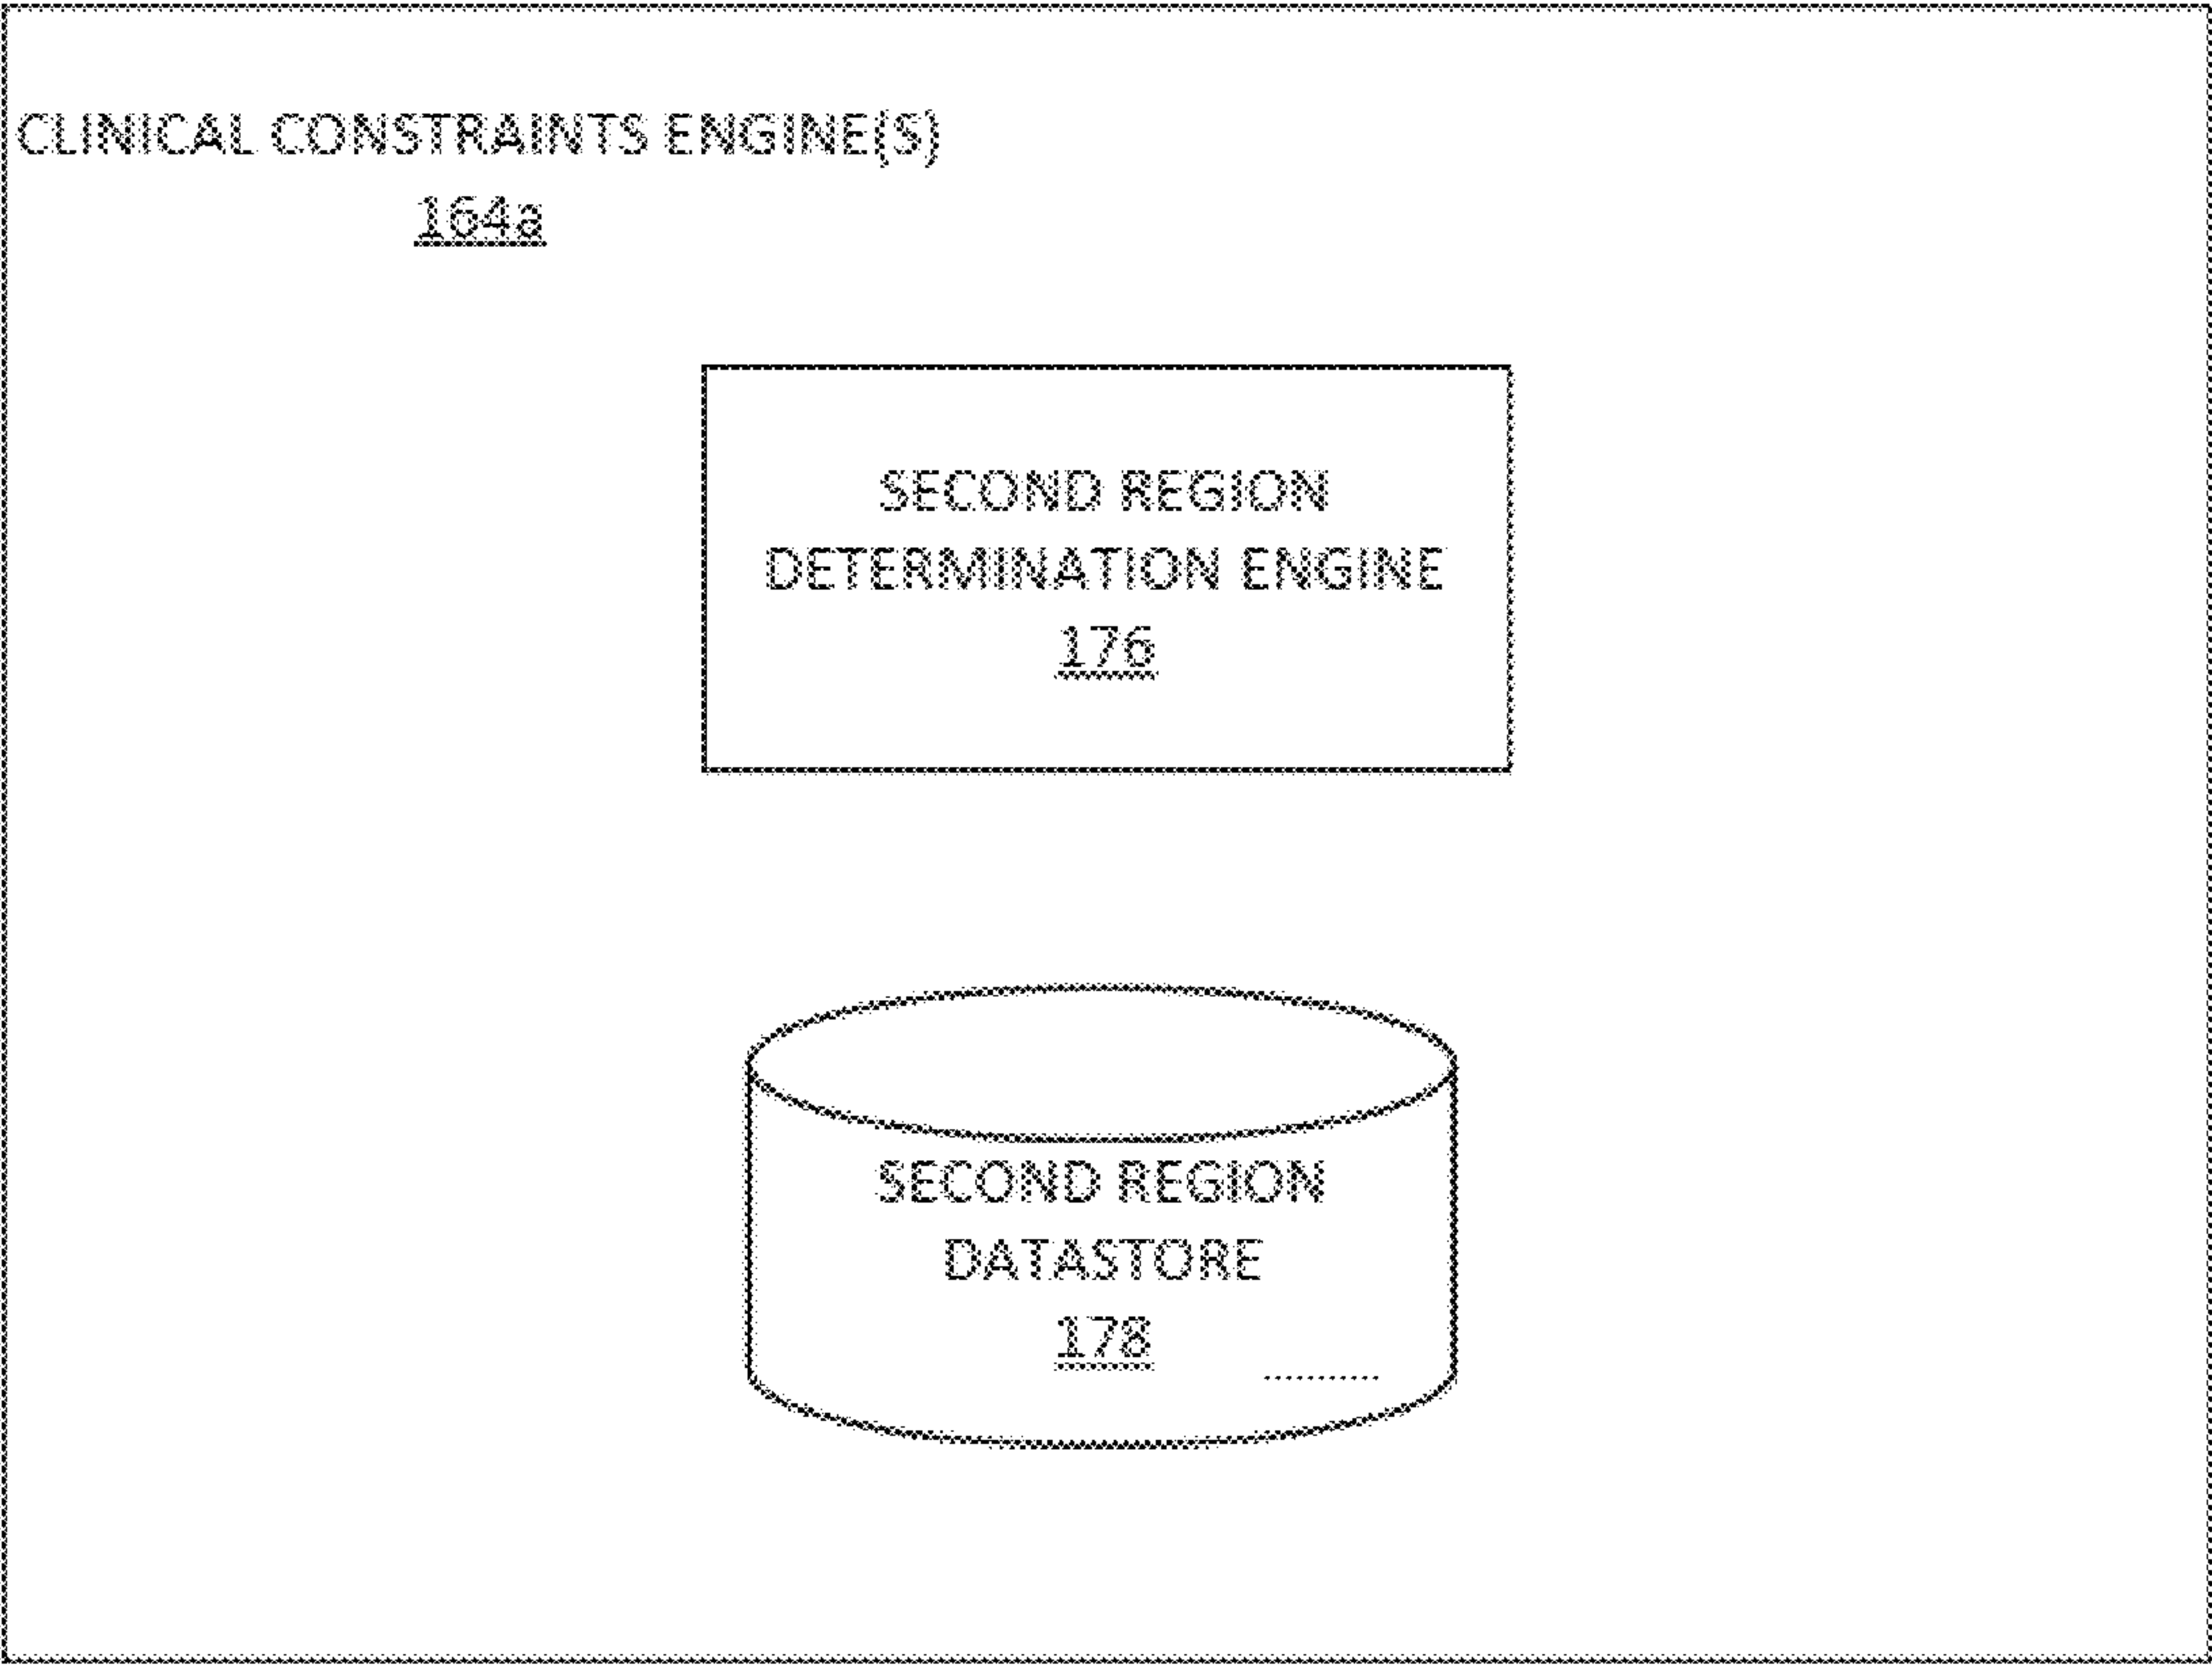 CLINICAL CONSTRAINTS ENGINE(S)
164a
SECOND REGION
DETERMINATION ENGINE
176
SECOND REGION
DATASTORE
178